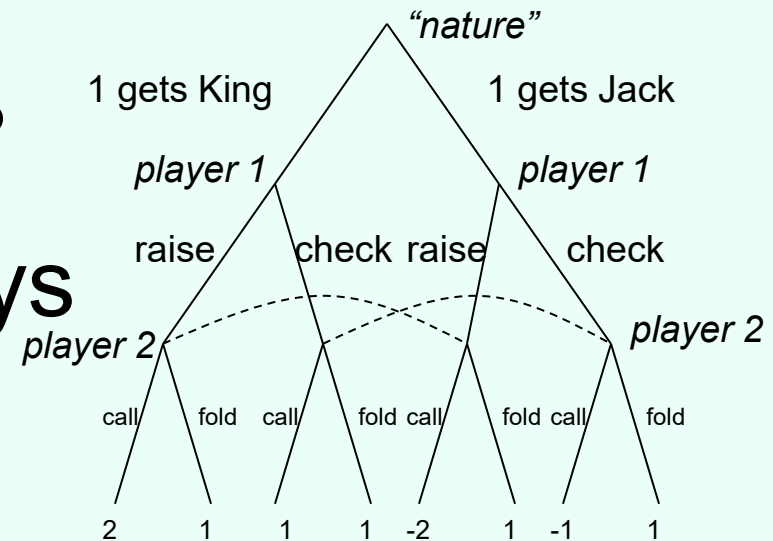 “nature”
1 gets King 1 gets Jack
player 1 player 1
raise check raise check
ys
player 2 player 2
call fold call fold call fold call fold
2 1 1 1 -2 1 -1 1